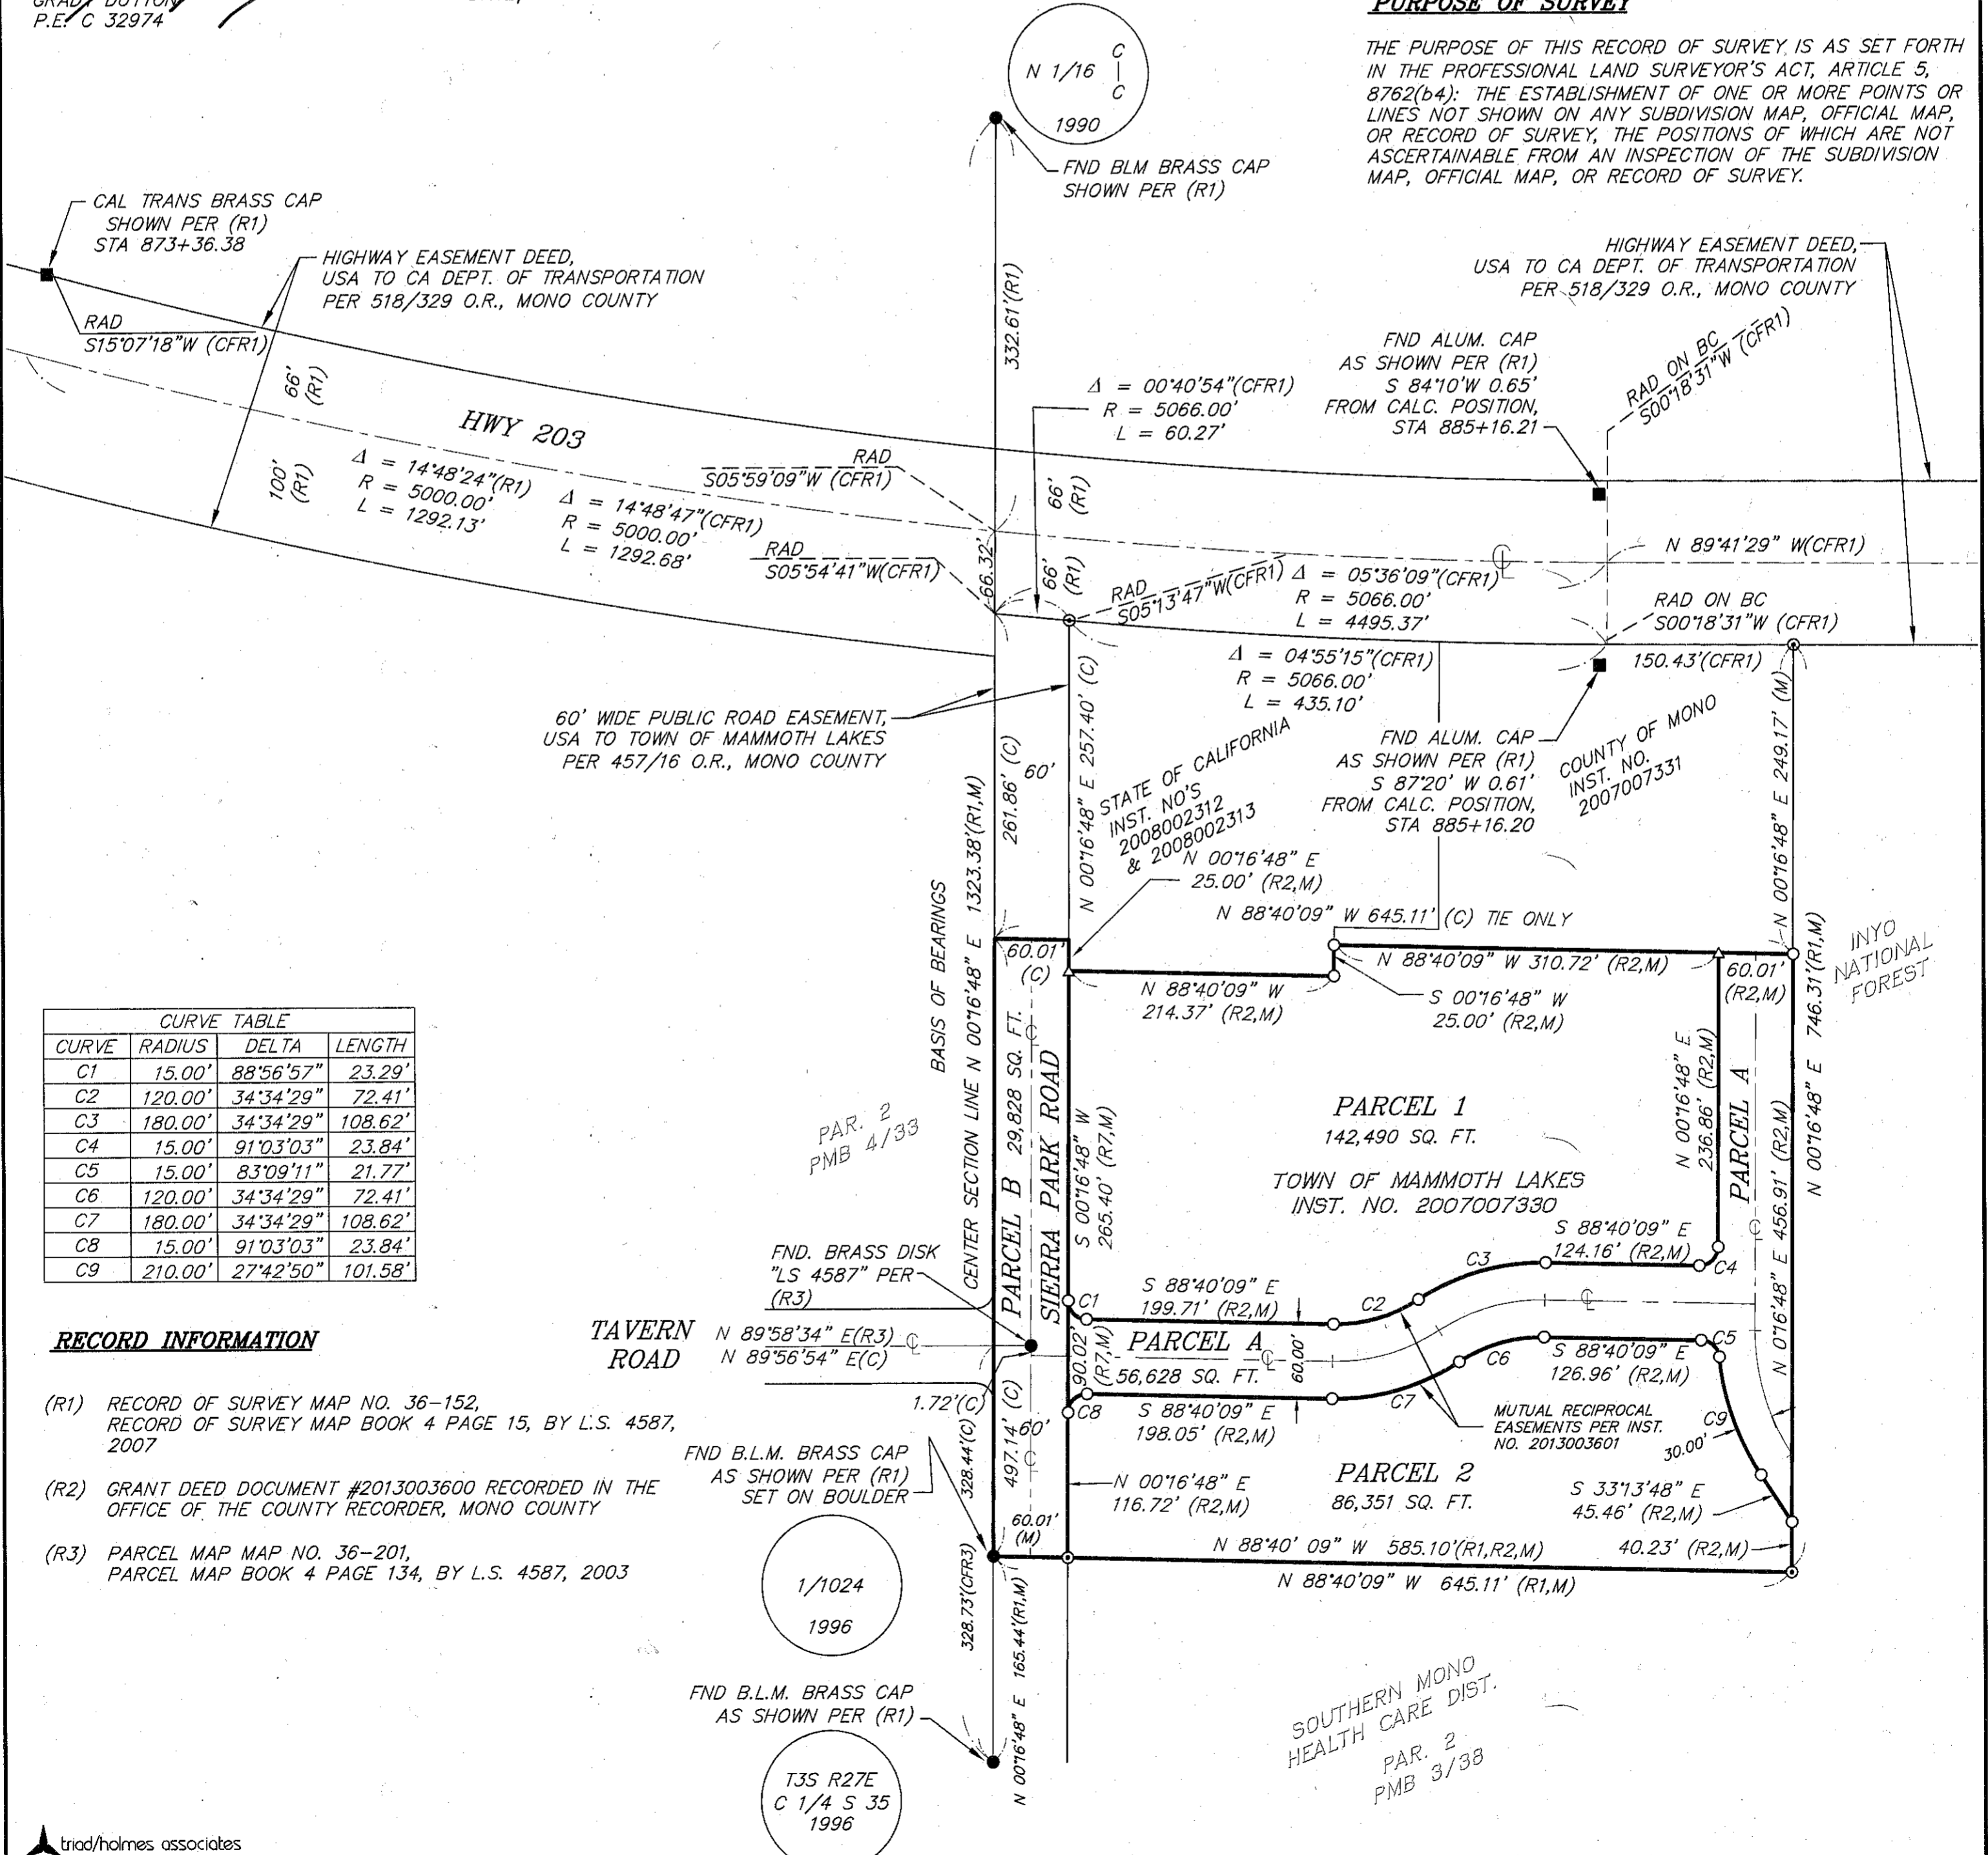 GRADY DUTTON
P.E. C 32974
PURPOSE OF SURVEY
THE PURPOSE OF THIS RECORD OF SURVEY IS AS SET FORTH
IN THE PROFESSIONAL LAND SURVEYOR'S ACT, ARTICLE 5,
8762(b4): THE ESTABLISHMENT OF ONE OR MORE POINTS OR
LINES NOT SHOWN ON ANY SUBDIVISION MAP, OFFICIAL MAP,
OR RECORD OF SURVEY, THE POSITIONS OF WHICH ARE NOT
ASCERTAINABLE FROM AN INSPECTION OF THE SUBDIVISION
MAP, OFFICIAL MAP, OR RECORD OF SURVEY.
N 1/16 C
|
C
1990
FND BLM BRASS CAP
SHOWN PER (R1)
CAL TRANS BRASS CAP
SHOWN PER (R1)
STA 873+36.38
HIGHWAY EASEMENT DEED,
USA TO CA DEPT. OF TRANSPORTATION
PER 518/329 O.R., MONO COUNTY
HIGHWAY EASEMENT DEED,
USA TO CA DEPT. OF TRANSPORTATION
PER 518/329 O.R., MONO COUNTY
RAD
S15°07'18"W (CFR1)
66'
(R1)
100'
(R1)
HWY 203
Δ = 14°48'24"(R1)
R = 5000.00'
L = 1292.13'
Δ = 14°48'47"(CFR1)
R = 5000.00'
L = 1292.68'
332.61'(R1)
Δ = 00°40'54"(CFR1)
R = 5066.00'
L = 60.27'
FND ALUM. CAP
AS SHOWN PER (R1)
S 84°10'W 0.65'
FROM CALC. POSITION,
STA 885+16.21
RAD ON BC
S00°18'31"W (CFR1)
RAD
S05°59'09"W (CFR1)
RAD
S05°54'41"W(CFR1)
66.32'
66'
(R1)
66'
(R1)
RAD
S05°13'47"W(CFR1)
Δ = 05°36'09"(CFR1)
R = 5066.00'
L = 4495.37'
N 89°41'29" W(CFR1)
RAD ON BC
S00°18'31"W (CFR1)
150.43'(CFR1)
Δ = 04°55'15"(CFR1)
R = 5066.00'
L = 435.10'
60' WIDE PUBLIC ROAD EASEMENT,
USA TO TOWN OF MAMMOTH LAKES
PER 457/16 O.R., MONO COUNTY
261.86' (C)
60'
N 00°16'48" E 257.40' (C)
STATE OF CALIFORNIA
INST. NO'S
2008002312
& 2008002313
FND ALUM. CAP
AS SHOWN PER (R1)
S 87°20' W 0.61'
FROM CALC. POSITION,
STA 885+16.20
COUNTY OF MONO
INST. NO.
2007007331
N 00°16'48" E 249.17' (M)
N 00°16'48" E
25.00' (R2,M)
N 88°40'09" W 645.11' (C) TIE ONLY
N 88°40'09" W 310.72' (R2,M)
60.01'
(C)
N 88°40'09" W
214.37' (R2,M)
S 00°16'48" W
25.00' (R2,M)
60.01'
(R2,M)
INYO
NATIONAL
FOREST
N 00°16'48" E 746.31'(R1,M)
BASIS OF BEARINGS
CENTER SECTION LINE N 00°16'48" E 1323.38'(R1,M)
PARCEL B 29,828 SQ. FT.
SIERRA PARK ROAD
S 00°16'48" W
265.40' (R7,M)
PAR. 2
PMB 4/33
PARCEL 1
142,490 SQ. FT.
TOWN OF MAMMOTH LAKES
INST. NO. 2007007330
N 00°16'48" E
236.86' (R2,M)
PARCEL A
N 0°16'48" E 456.91' (R2,M)
CURVE TABLE
CURVE RADIUS DELTA LENGTH
C1 15.00' 88°56'57" 23.29'
C2 120.00' 34°34'29" 72.41'
C3 180.00' 34°34'29" 108.62'
C4 15.00' 91°03'03" 23.84'
C5 15.00' 83°09'11" 21.77'
C6 120.00' 34°34'29" 72.41'
C7 180.00' 34°34'29" 108.62'
C8 15.00' 91°03'03" 23.84'
C9 210.00' 27°42'50" 101.58'
FND. BRASS DISK
"LS 4587" PER
(R3)
TAVERN
ROAD
N 89°58'34" E(R3)
N 89°56'54" E(C)
C1
S 88°40'09" E
199.71' (R2,M)
C2
C3
S 88°40'09" E
124.16' (R2,M)
C4
PARCEL A
56,628 SQ. FT.
60.00'
90.02'
(R7,M)
C5
S 88°40'09" E
126.96' (R2,M)
C6
C7
C8
S 88°40'09" E
198.05' (R2,M)
MUTUAL RECIPROCAL
EASEMENTS PER INST.
NO. 2013003601
C9
30.00'
1.72'(C)
328.44'(C)
497.14' (C)
60'
FND B.L.M. BRASS CAP
AS SHOWN PER (R1)
SET ON BOULDER
N 00°16'48" E
116.72' (R2,M)
PARCEL 2
86,351 SQ. FT.
S 33°13'48" E
45.46' (R2,M)
60.01'
(M)
N 88°40' 09" W 585.10'(R1,R2,M)
40.23' (R2,M)
N 88°40'09" W 645.11' (R1,M)
RECORD INFORMATION
(R1) RECORD OF SURVEY MAP NO. 36-152,
RECORD OF SURVEY MAP BOOK 4 PAGE 15, BY L.S. 4587,
2007
(R2) GRANT DEED DOCUMENT #2013003600 RECORDED IN THE
OFFICE OF THE COUNTY RECORDER, MONO COUNTY
(R3) PARCEL MAP MAP NO. 36-201,
PARCEL MAP BOOK 4 PAGE 134, BY L.S. 4587, 2003
1/1024
1996
328.73'(CFR3)
N 00°16'48" E 165.44'(R1,M)
FND B.L.M. BRASS CAP
AS SHOWN PER (R1)
T3S R27E
C 1/4 S 35
1996
SOUTHERN MONO
HEALTH CARE DIST.
PAR. 2
PMB 3/38
triad/holmes associates